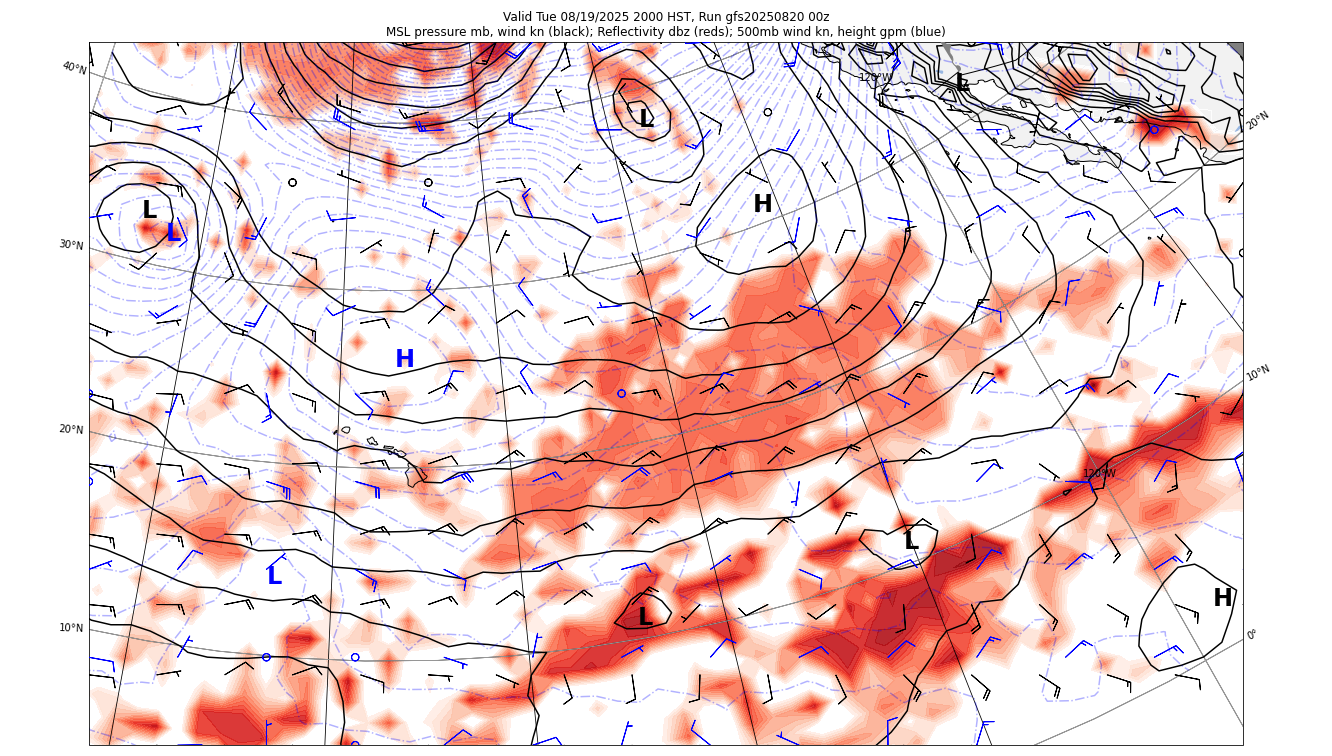 Valid Tue 08/19/2025 2000 HST, Run gfs20250820 00z
MSL pressure mb, wind kn (black); Reflectivity dbz (reds); 500mb wind kn, height gpm (blue)
40°N
120°W
L
L
20°N
L
L
H
30°N
H
10°N
20°N
120°W
L
L
H
L
10°N
0°